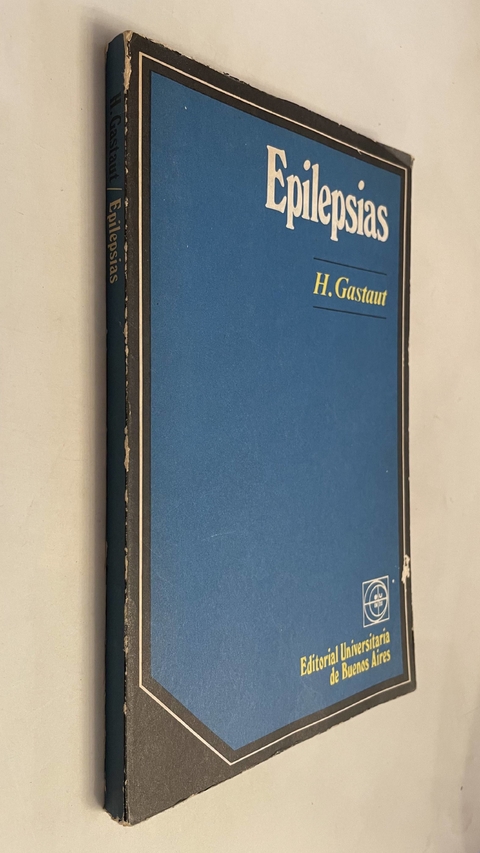 H. Gastaut / Epilepsias
Epilepsias
H. Gastaut
Editorial Universitaria
de Buenos Aires